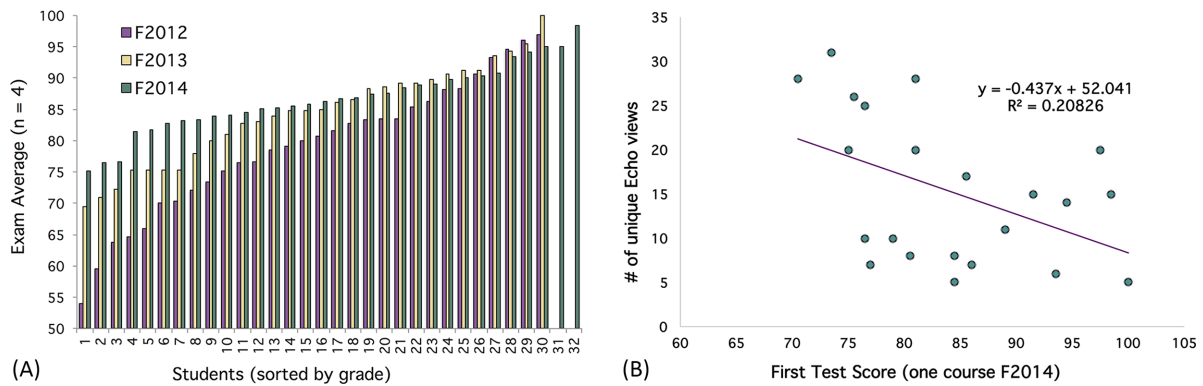 Exam Average (n = 4)
100
95
90
85
80
75
70
65
60
55
50
F2012
F2013
F2014
1 2 3 4 5 6 7 8 9 10 11 12 13 14 15 16 17 18 19 20 21 22 23 24 25 26 27 28 29 30 31 32
Students (sorted by grade)
(A)
# of unique Echo views
35
30
25
20
15
10
5
0
y = -0.437x + 52.041
R² = 0.20826
60 65 70 75 80 85 90 95 100 105
First Test Score (one course F2014)
(B)